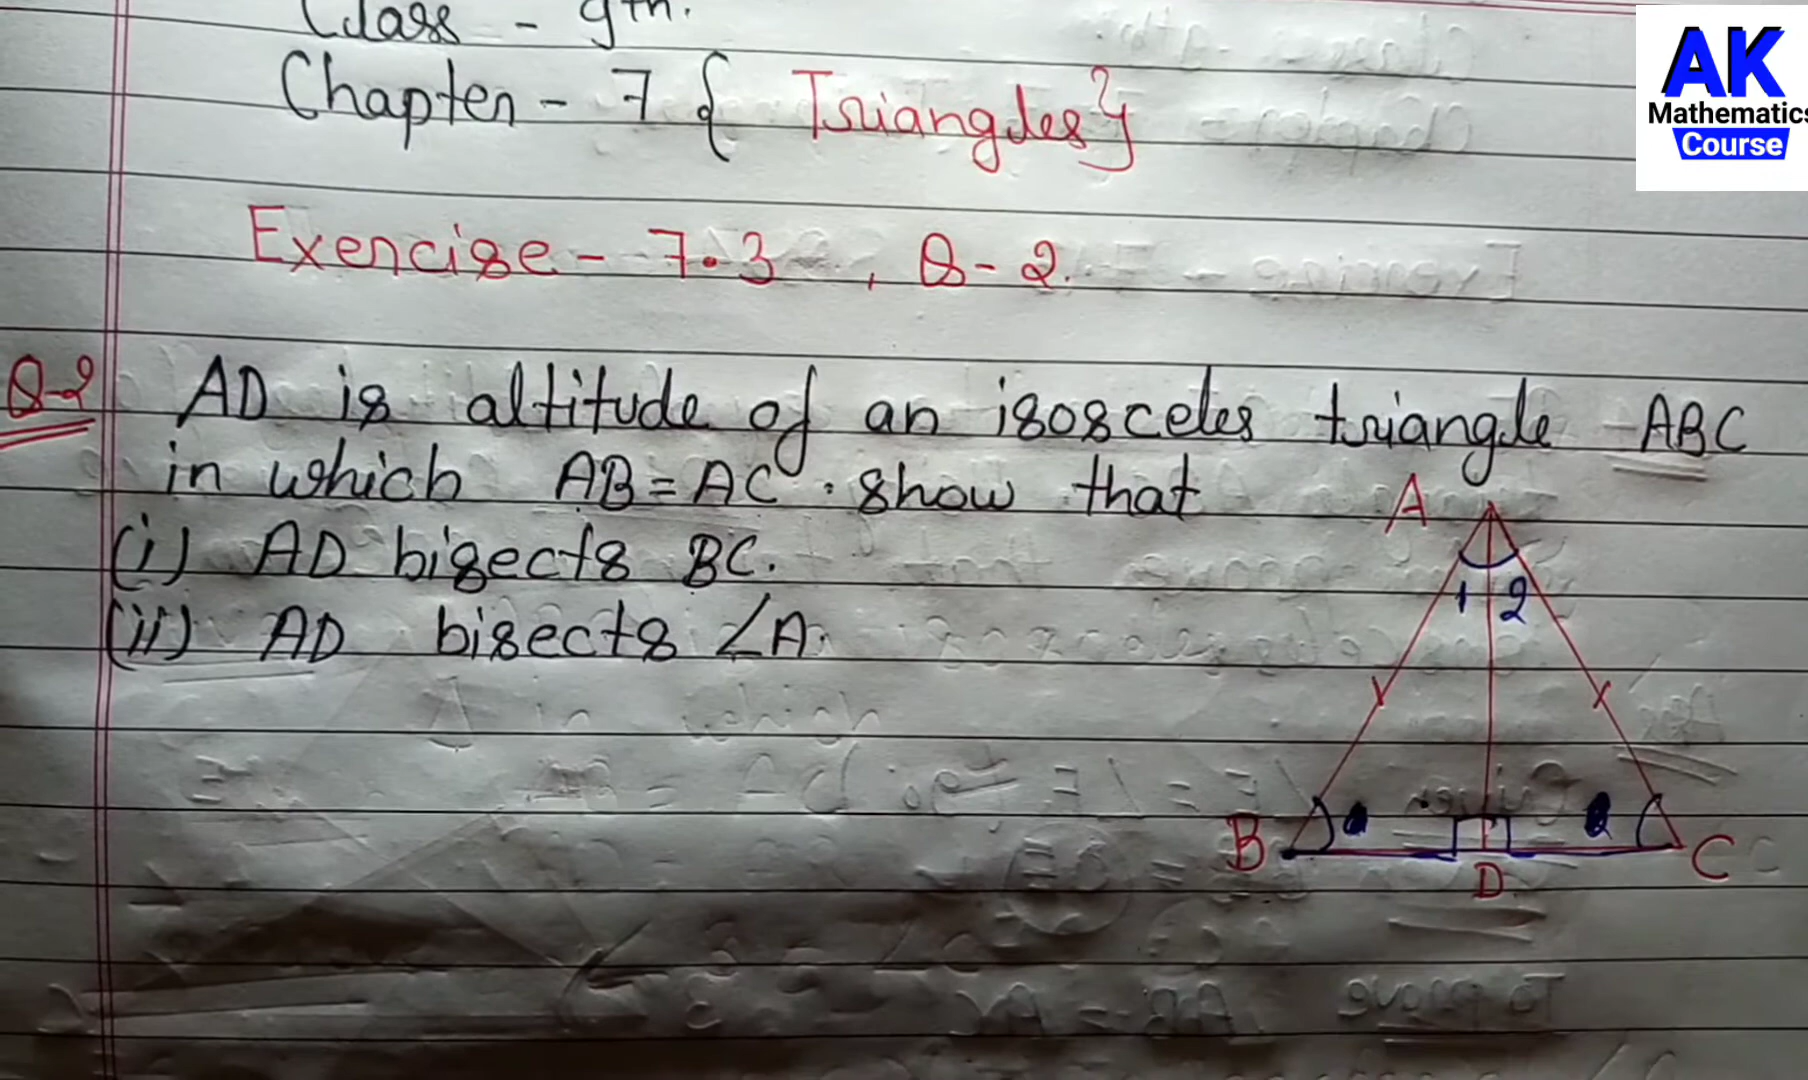 Class - 9th.
Chapter - 7 { Triangles}
AK
Mathematics
Course
Exercise - 7.3, Q-2.
Q-2 AD is altitude of an isosceles triangle ABC
in which AB = AC. show that
(i) AD bisects BC.
(ii) AD bisects ∠A.
A
1 2
B
D
C